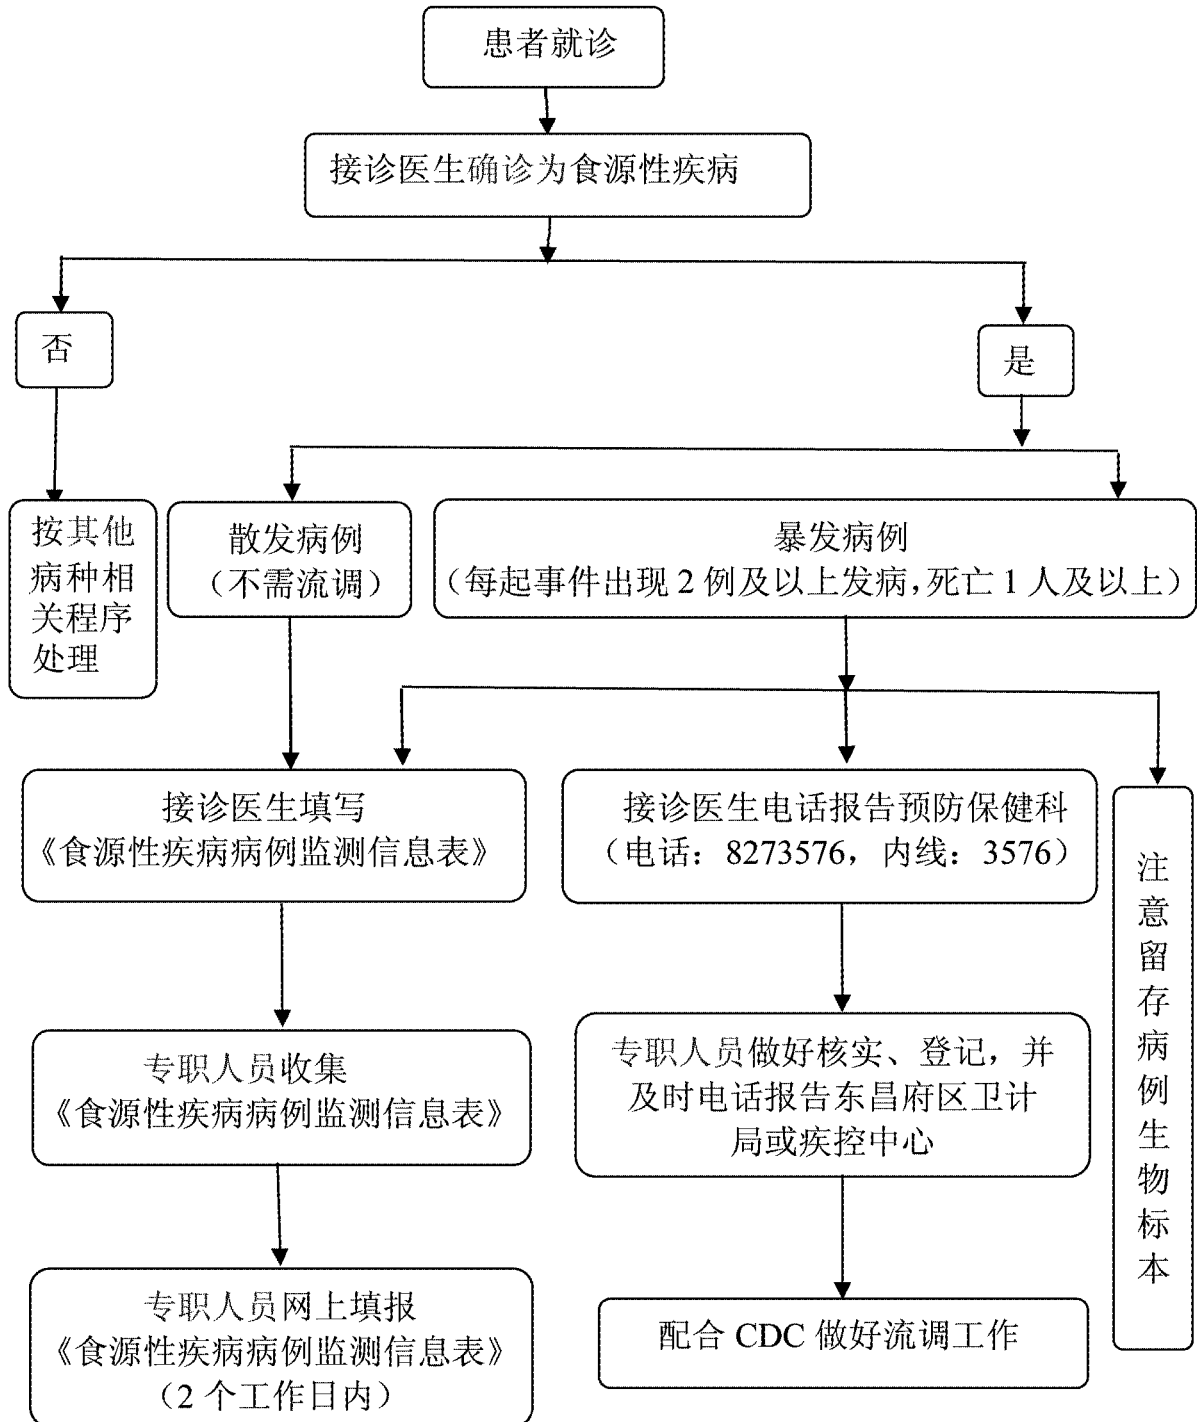 患者就诊
接诊医生确诊为食源性疾病
否
是
按其他
病种相
关程序
处理
散发病例
（不需流调）
暴发病例
（每起事件出现 2 例及以上发病，死亡 1 人及以上）
接诊医生填写
《食源性疾病病例监测信息表》
接诊医生电话报告预防保健科
（电话：8273576，内线：3576）
注意留存病例生物标本
专职人员收集
《食源性疾病病例监测信息表》
专职人员做好核实、登记，并
及时电话报告东昌府区卫计
局或疾控中心
专职人员网上填报
《食源性疾病病例监测信息表》
（2 个工作日内）
配合 CDC 做好流调工作